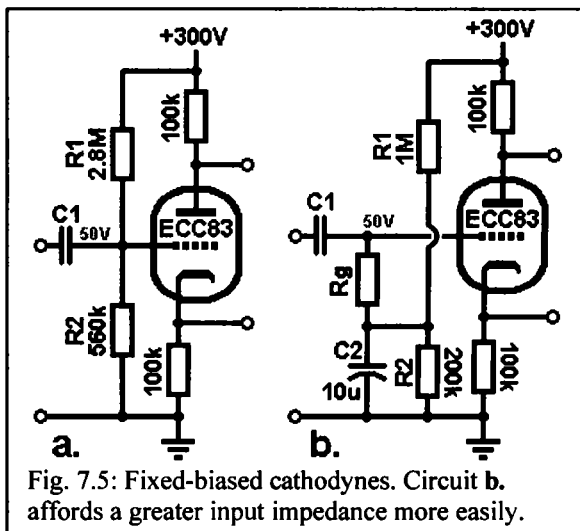 +300V
100k
R1
2.8M
C1
50V
ECC83
R2
560k
100k
a.
+300V
R1
1M
100k
C1
50V
ECC83
Rg
C2
10u
R2
200k
100k
b.
Fig. 7.5: Fixed-biased cathodynes. Circuit b.
affords a greater input impedance more easily.